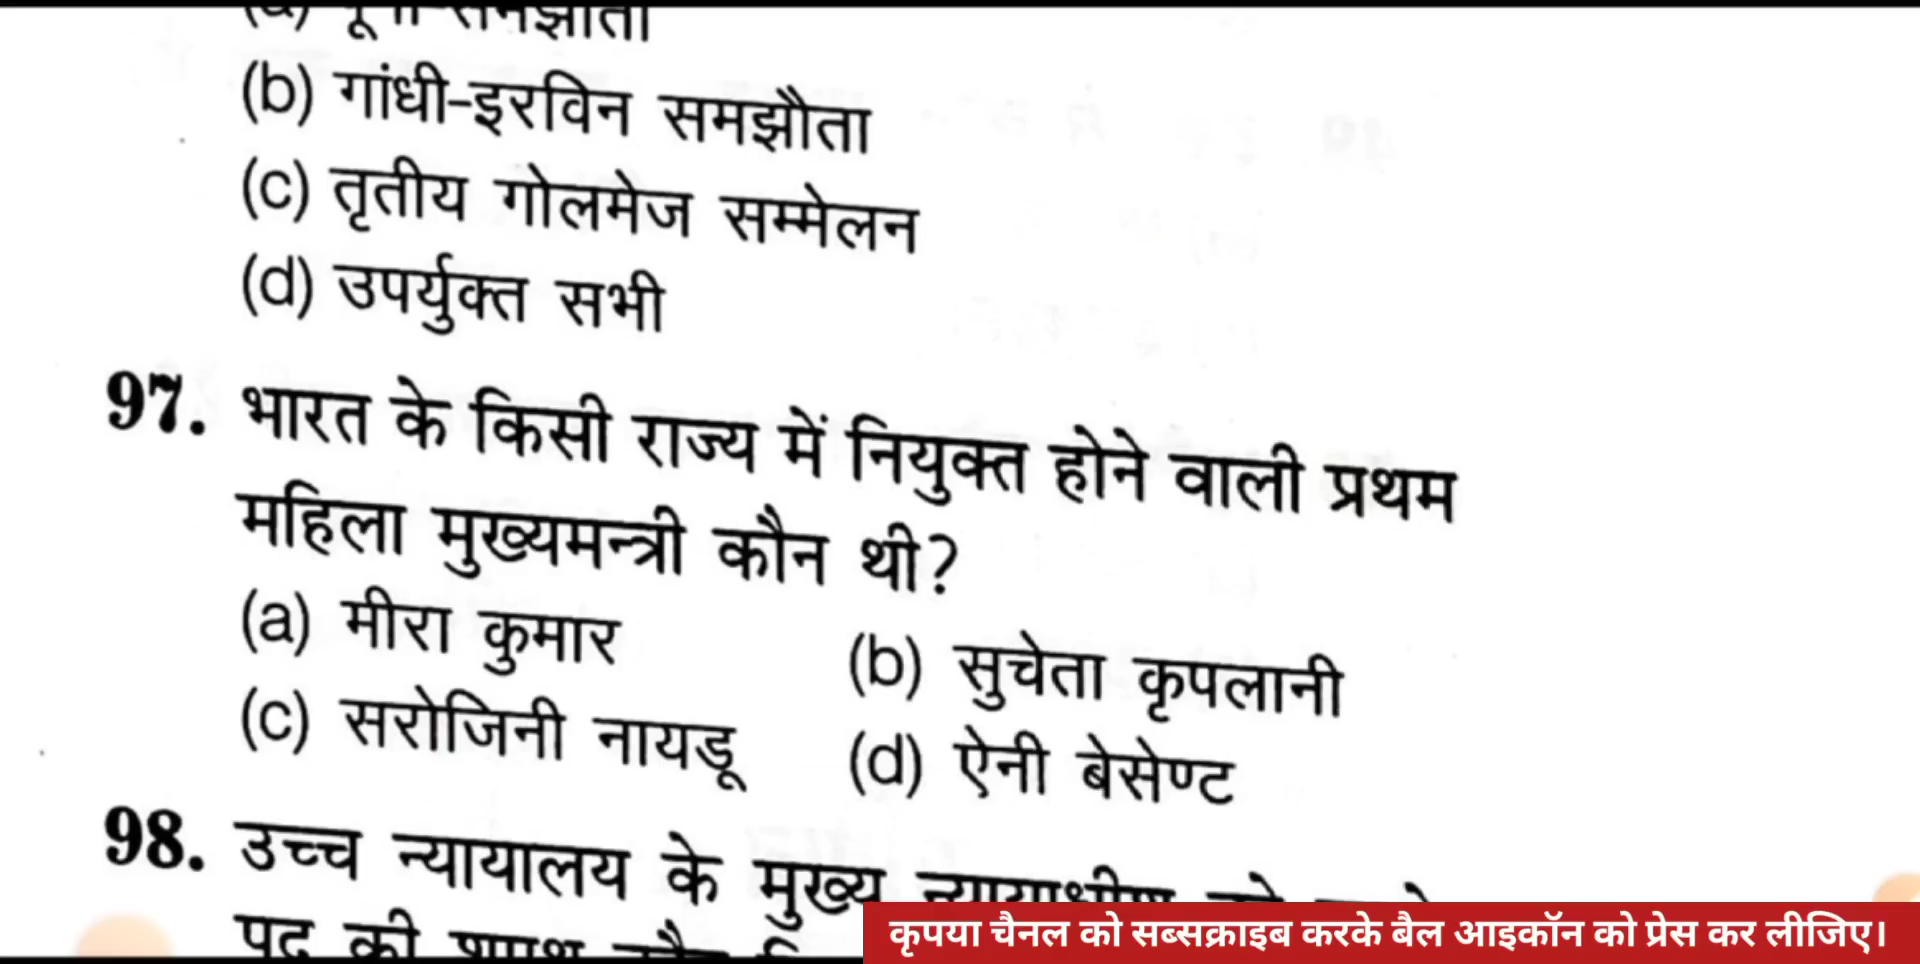 (b) गांधी-इरविन समझौता
(c) तृतीय गोलमेज सम्मेलन
(d) उपर्युक्त सभी
97. भारत के किसी राज्य में नियुक्त होने वाली प्रथम
महिला मुख्यमन्त्री कौन थी?
(a) मीरा कुमार (b) सुचेता कृपलानी
(c) सरोजिनी नायडू (d) ऐनी बेसेण्ट
98. उच्च न्यायालय के मुख्य
पद की
कृपया चैनल को सब्सक्राइब करके बैल आइकॉन को प्रेस कर लीजिए।